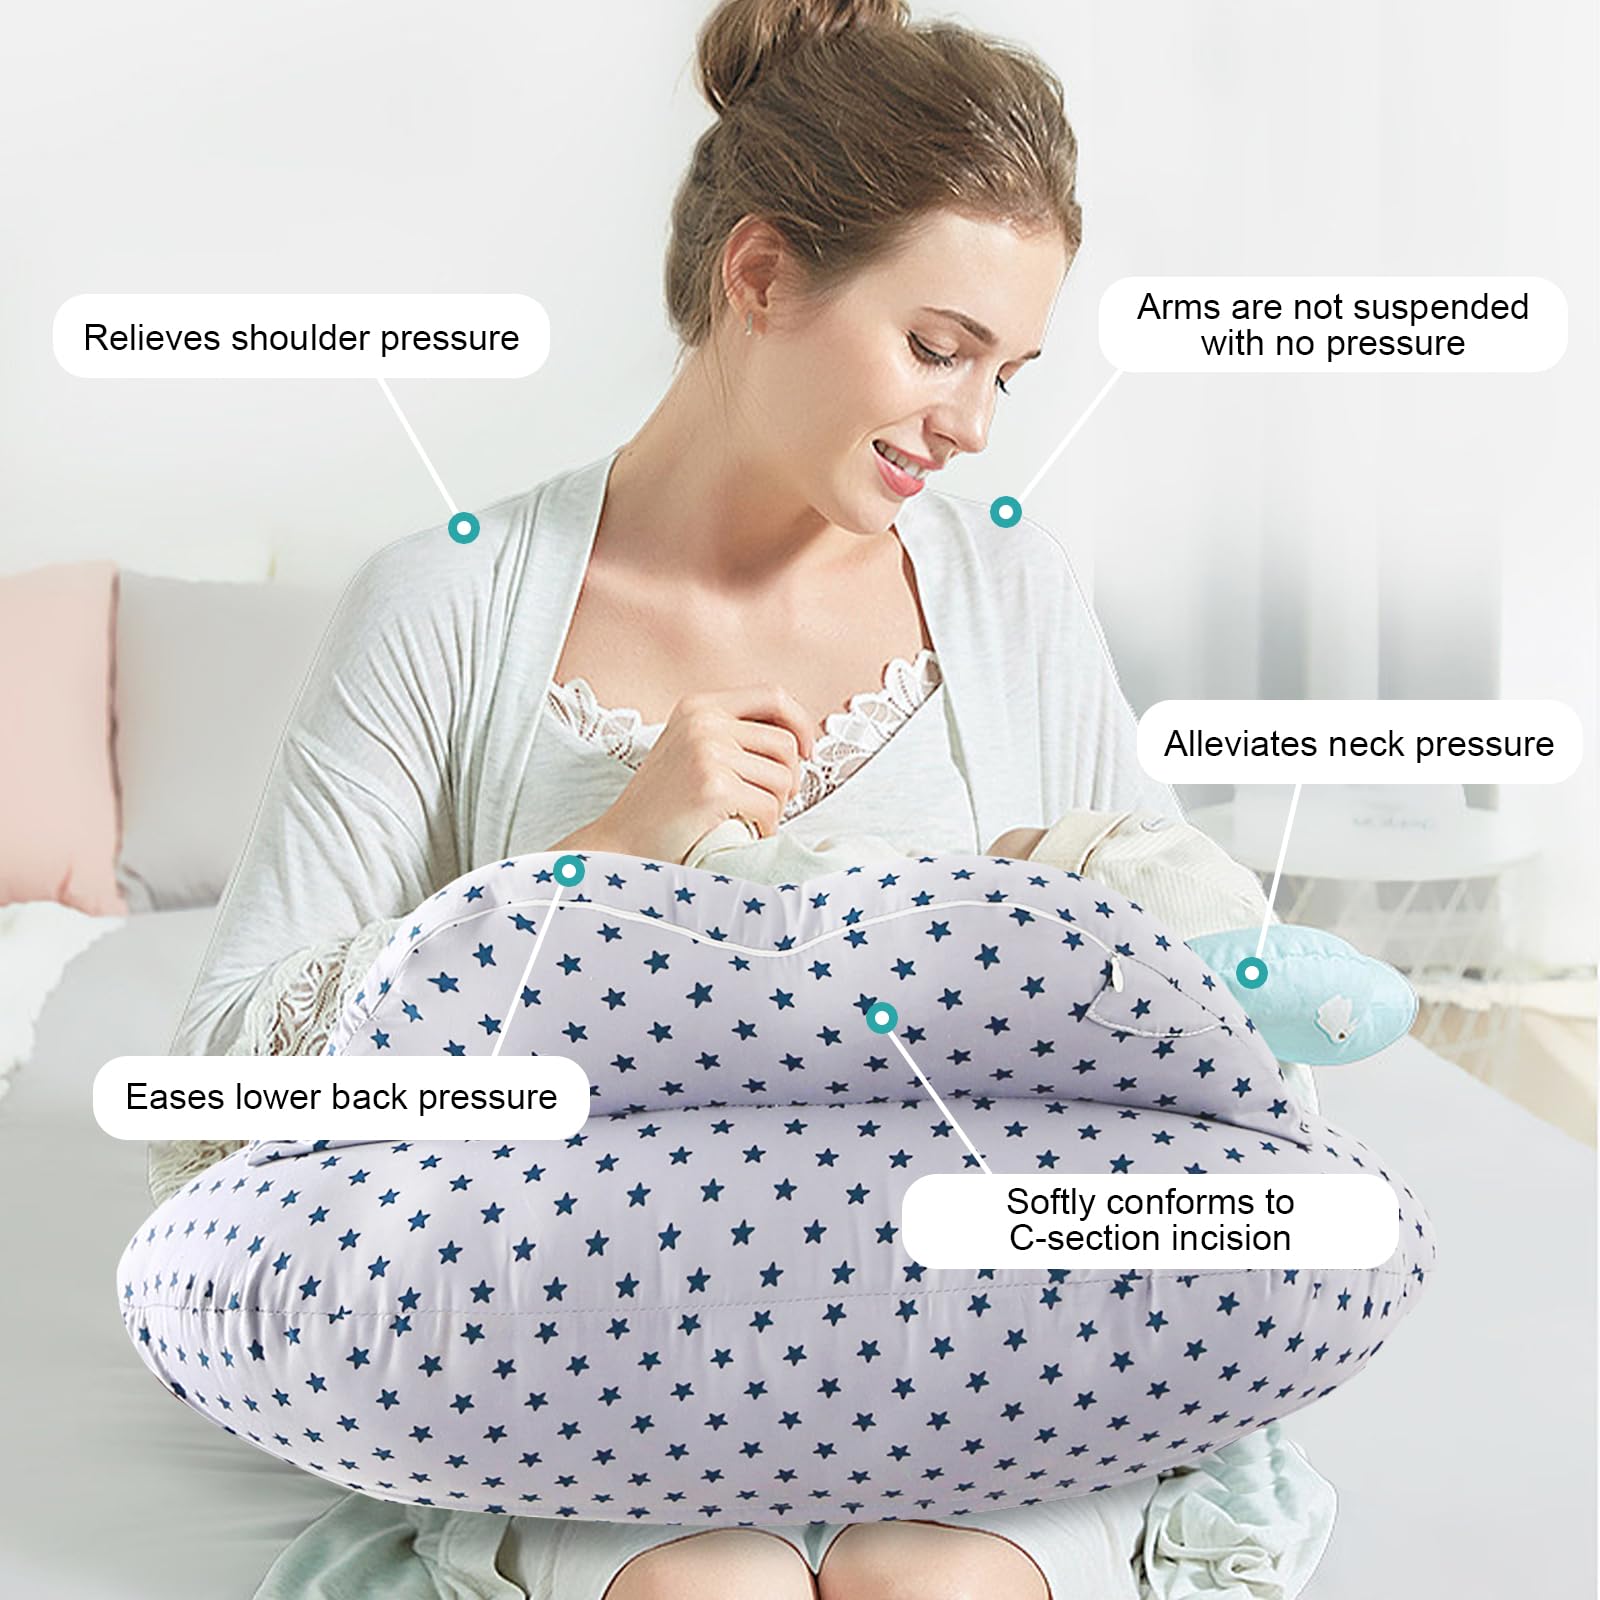 Relieves shoulder pressure
Arms are not suspended
with no pressure
Alleviates neck pressure
Eases lower back pressure
Softly conforms to
C-section incision